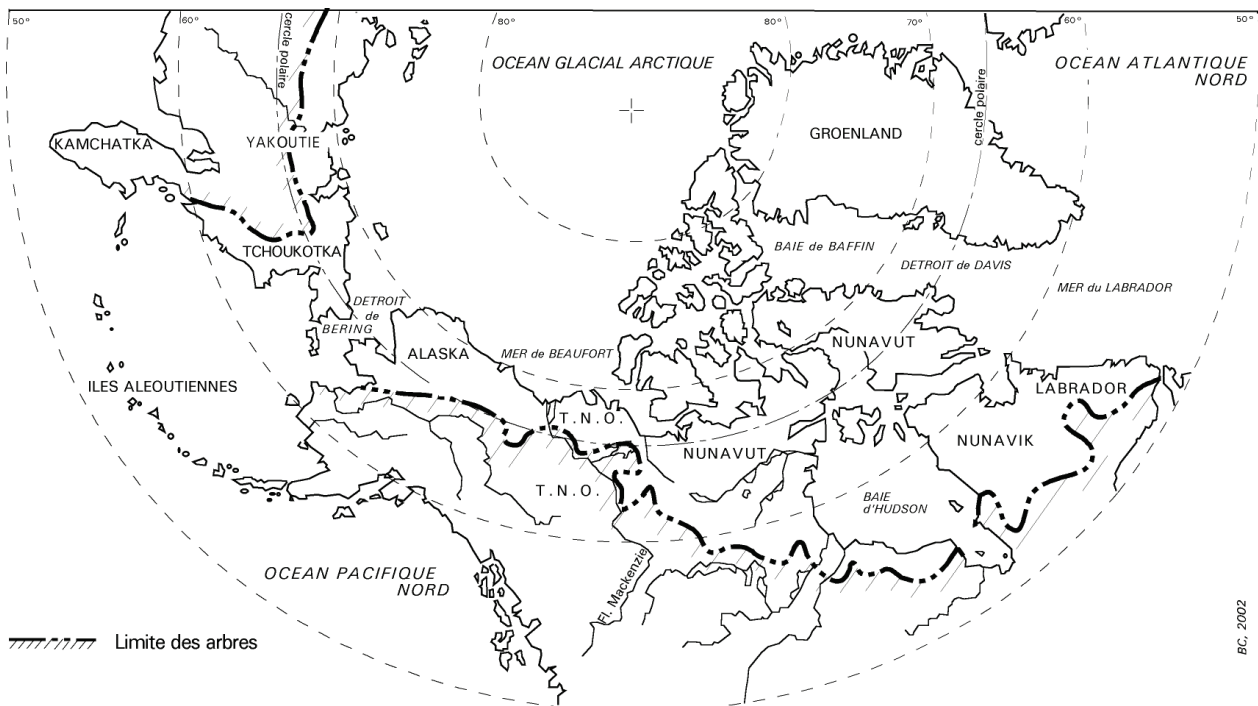 50°
60°
80°
80°
70°
60°
50°
cercle polaire
OCEAN GLACIAL ARCTIQUE
OCEAN ATLANTIQUE
NORD
cercle polaire
KAMCHATKA
YAKOUTIE
GROENLAND
TCHOUKOTKA
BAIE de BAFFIN
DETROIT de DAVIS
MER du LABRADOR
DETROIT
de
BERING
ALASKA
MER de BEAUFORT
NUNAVUT
ILES ALEOUTIENNES
LABRADOR
T.N.O.
NUNAVUT
NUNAVIK
T.N.O.
BAIE
d'HUDSON
OCEAN PACIFIQUE
NORD
Fl. Mackenzie
Limite des arbres
BC, 2002